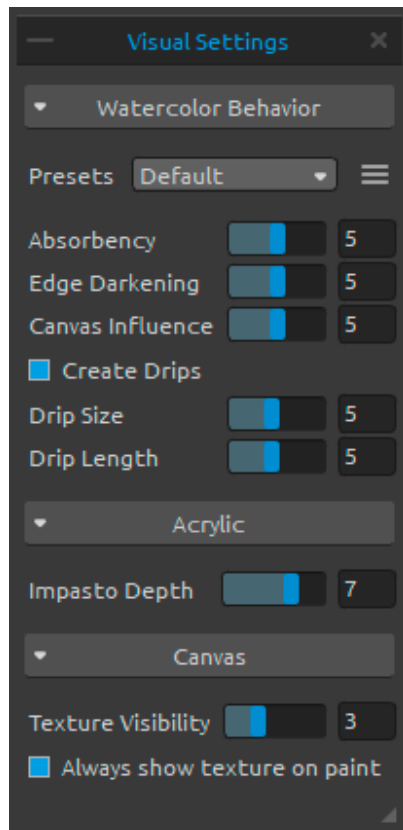 Visual Settings
Watercolor Behavior
Presets Default
Absorbency 5
Edge Darkening 5
Canvas Influence 5
Create Drips
Drip Size 5
Drip Length 5
Acrylic
Impasto Depth 7
Canvas
Texture Visibility 3
Always show texture on paint